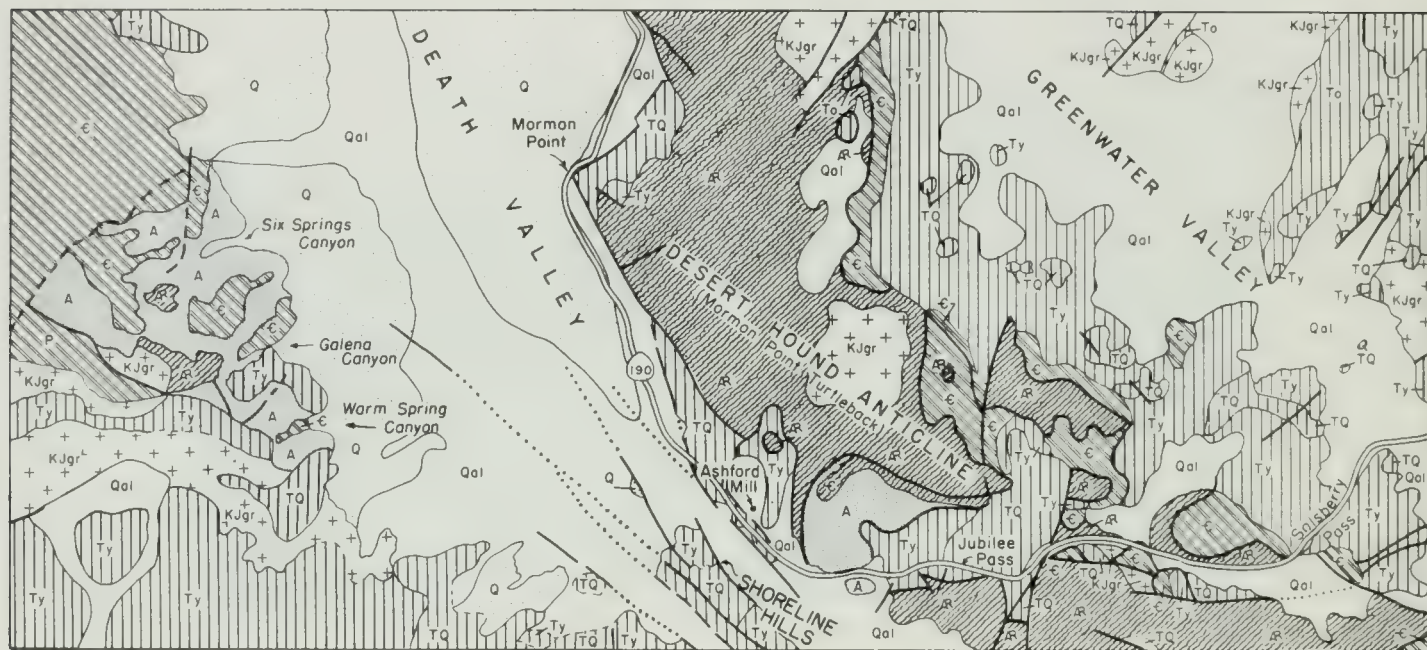 DEATH VALLEY
GREENWATER VALLEY
DESERT HOUND ANTICLINE
(Mormon Point Turtleback)
Mormon
Point
Six Springs
Canyon
Galena
Canyon
Warm Spring
Canyon
190
Ashford
Mill
SHORELINE
HILLS
Jubilee
Pass
Salsberry
Pass
Ty
Q
Qal
TQ
KJgr
To
Є
A
P
a
Є?